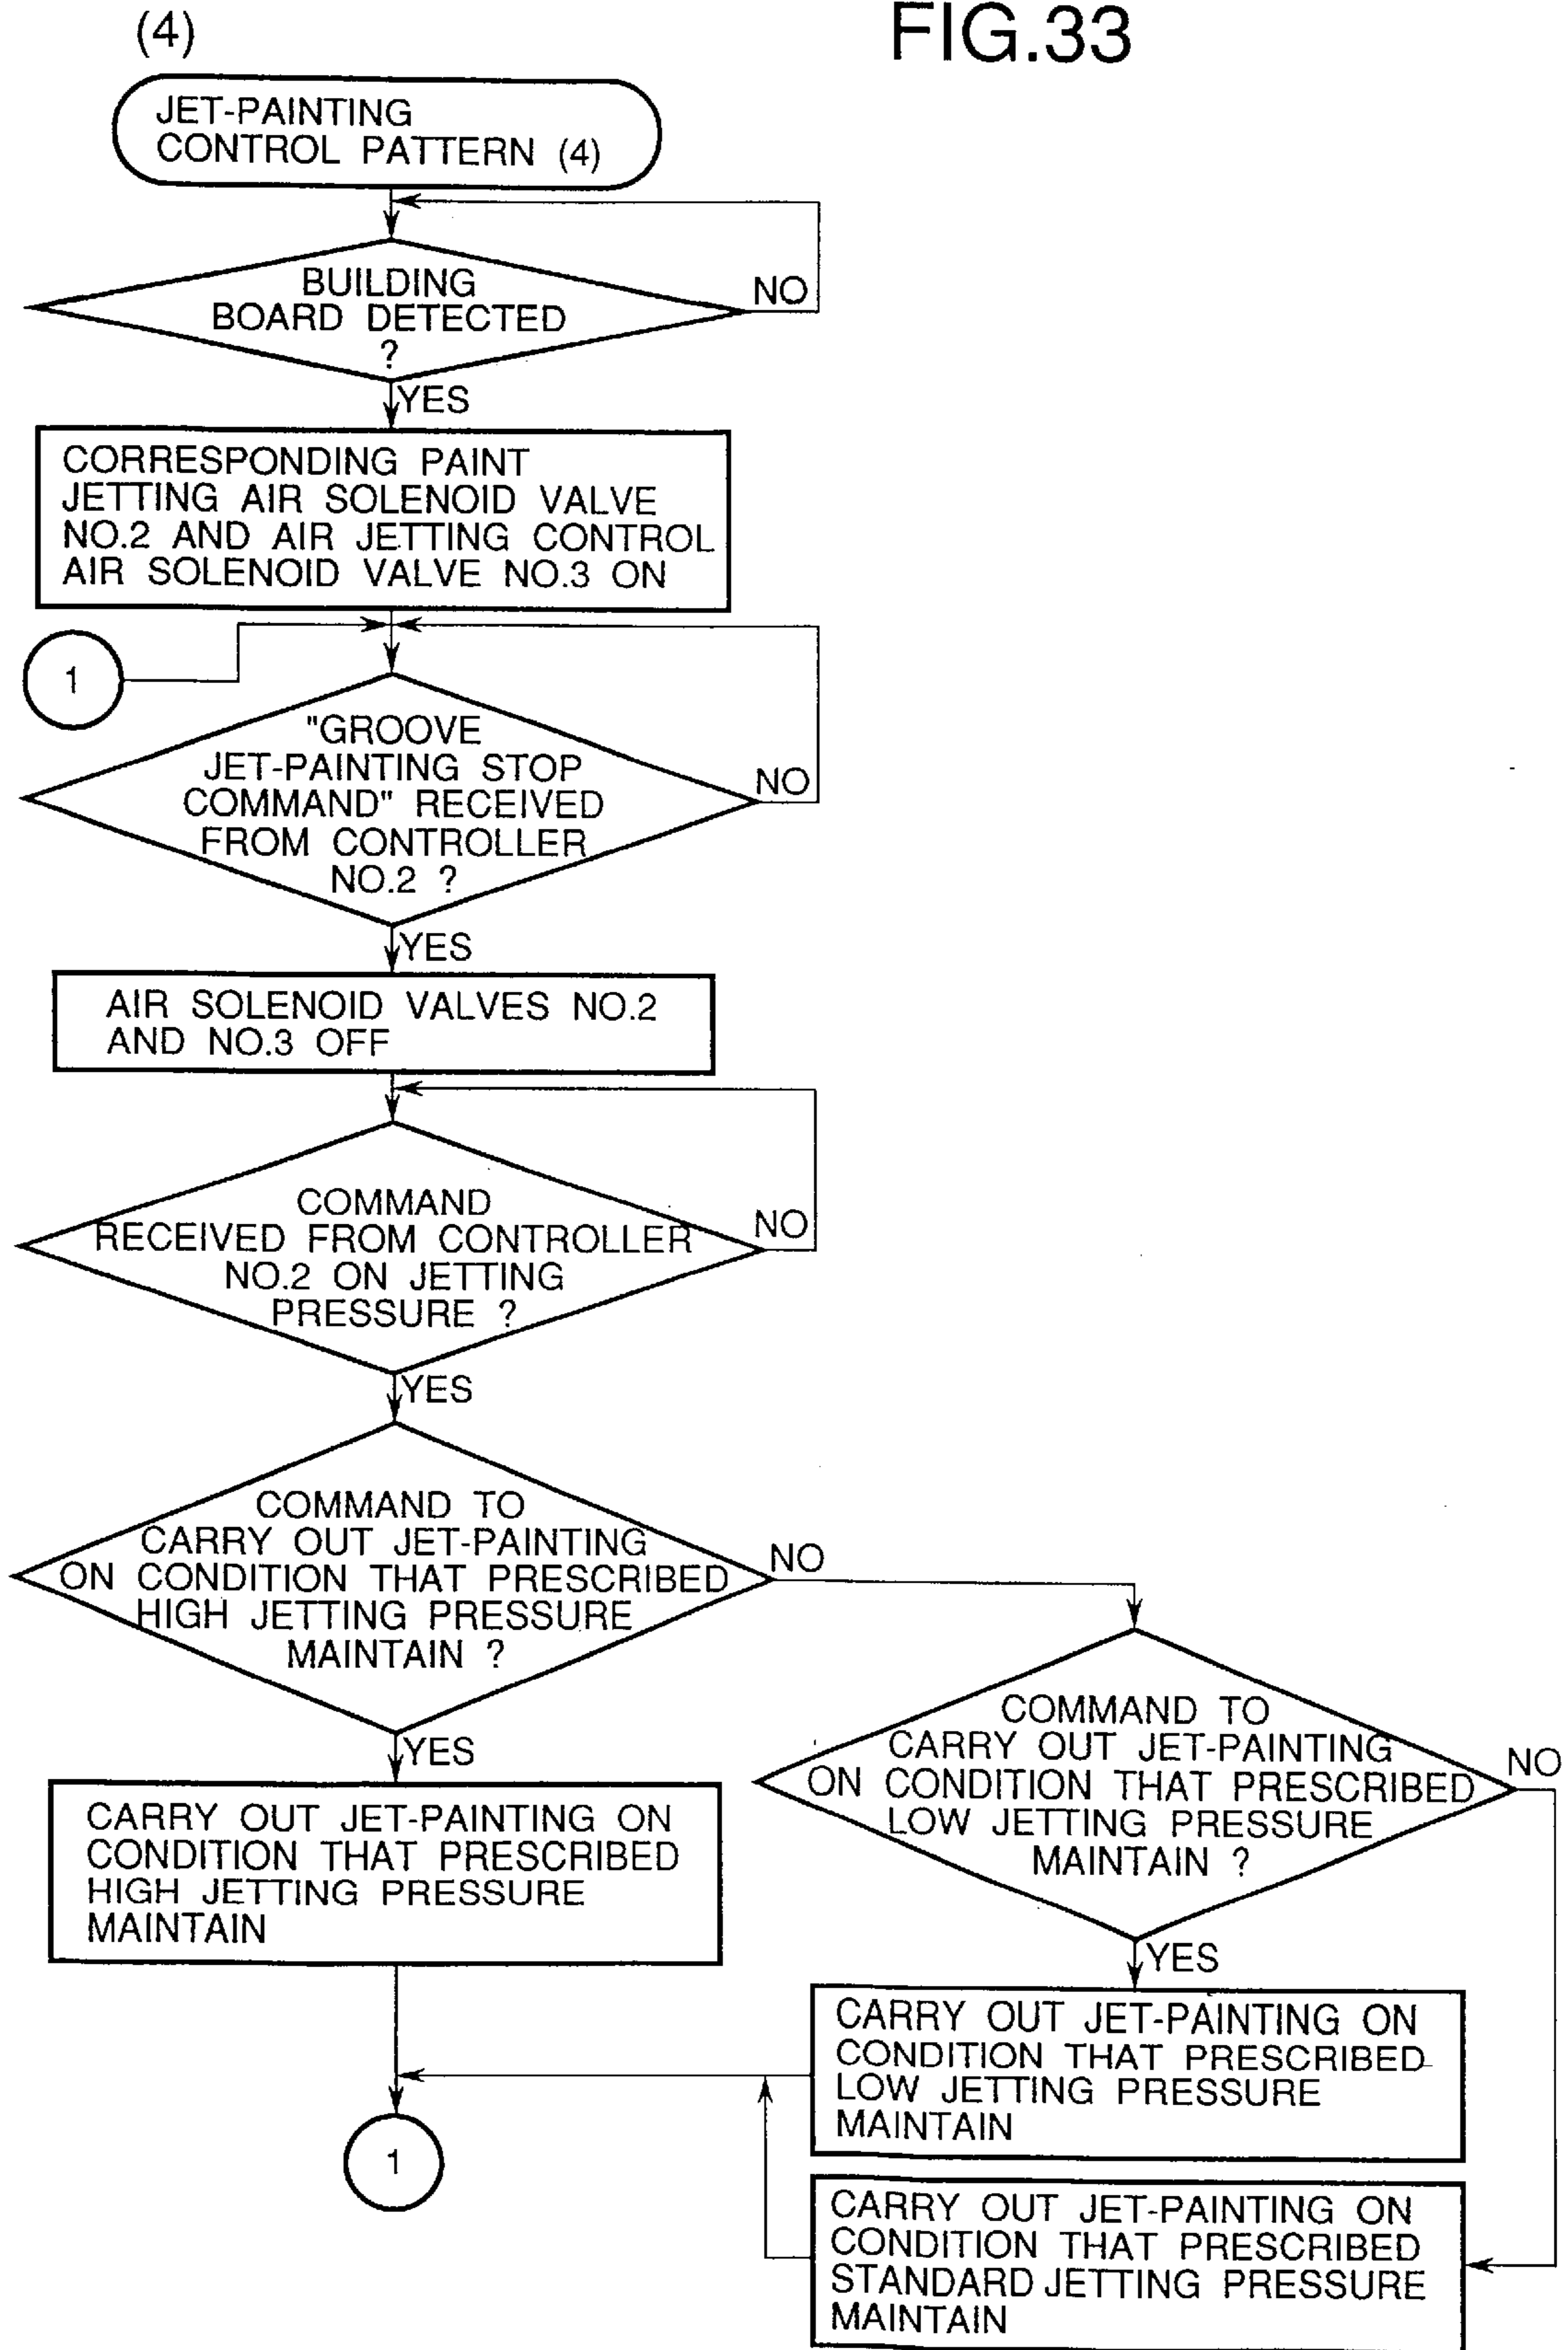 (4)
FIG.33
JET-PAINTING
CONTROL PATTERN (4)
BUILDING
BOARD DETECTED
?
NO
YES
CORRESPONDING PAINT
JETTING AIR SOLENOID VALVE
NO.2 AND AIR JETTING CONTROL
AIR SOLENOID VALVE NO.3 ON
1
"GROOVE
JET-PAINTING STOP
COMMAND" RECEIVED
FROM CONTROLLER
NO.2 ?
NO
YES
AIR SOLENOID VALVES NO.2
AND NO.3 OFF
COMMAND
RECEIVED FROM CONTROLLER
NO.2 ON JETTING
PRESSURE ?
NO
YES
COMMAND TO
CARRY OUT JET-PAINTING
ON CONDITION THAT PRESCRIBED
HIGH JETTING PRESSURE
MAINTAIN ?
NO
YES
COMMAND TO
CARRY OUT JET-PAINTING
ON CONDITION THAT PRESCRIBED
LOW JETTING PRESSURE
MAINTAIN ?
NO
YES
CARRY OUT JET-PAINTING ON
CONDITION THAT PRESCRIBED
HIGH JETTING PRESSURE
MAINTAIN
CARRY OUT JET-PAINTING ON
CONDITION THAT PRESCRIBED
LOW JETTING PRESSURE
MAINTAIN
1
CARRY OUT JET-PAINTING ON
CONDITION THAT PRESCRIBED
STANDARD JETTING PRESSURE
MAINTAIN